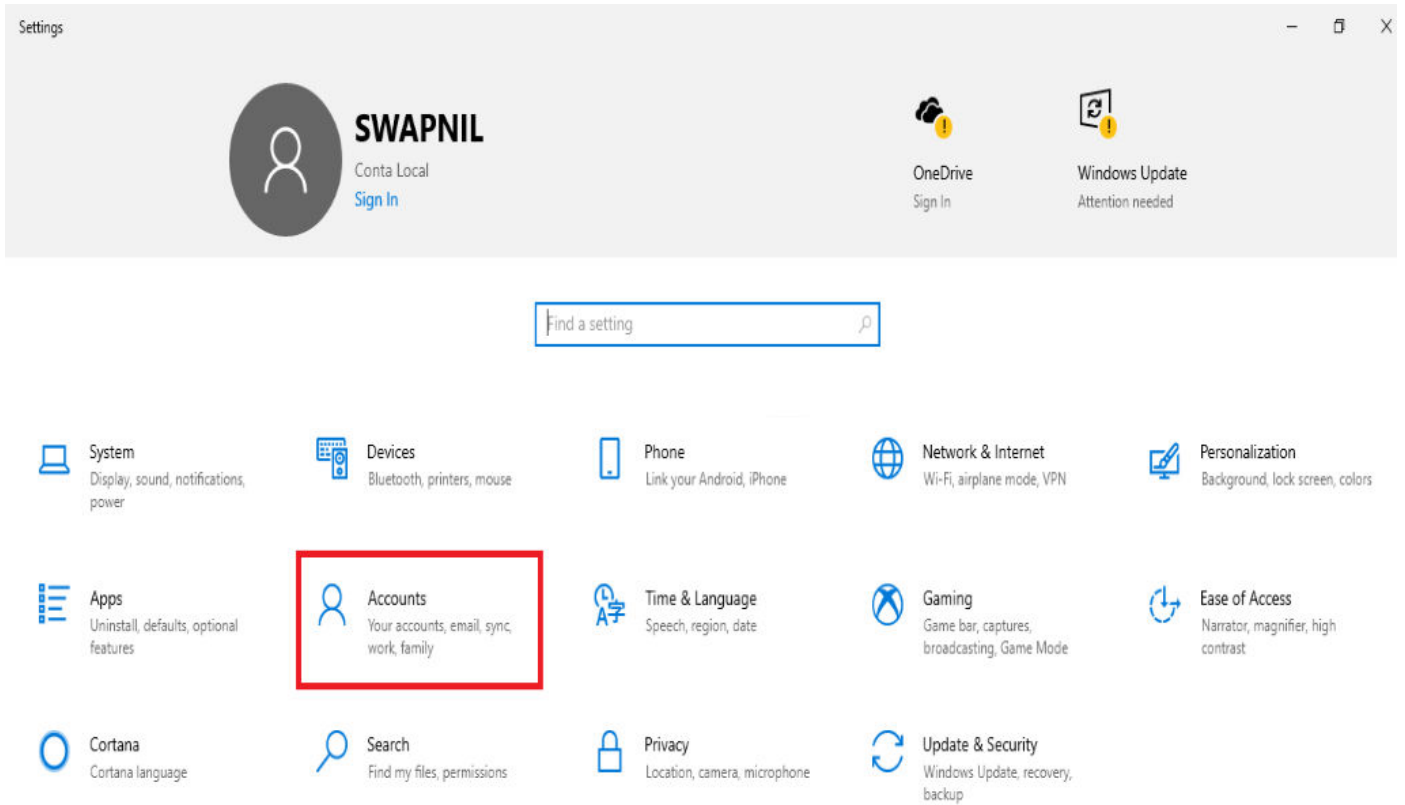 Settings
SWAPNIL
Conta Local
Sign In
OneDrive
Sign In
Windows Update
Attention needed
Find a setting
System
Display, sound, notifications,
power
Devices
Bluetooth, printers, mouse
Phone
Link your Android, iPhone
Network & Internet
Wi-Fi, airplane mode, VPN
Personalization
Background, lock screen, colors
Apps
Uninstall, defaults, optional
features
Accounts
Your accounts, email, sync,
work, family
Time & Language
Speech, region, date
Gaming
Game bar, captures,
broadcasting, Game Mode
Ease of Access
Narrator, magnifier, high
contrast
Cortana
Cortana language
Search
Find my files, permissions
Privacy
Location, camera, microphone
Update & Security
Windows Update, recovery,
backup